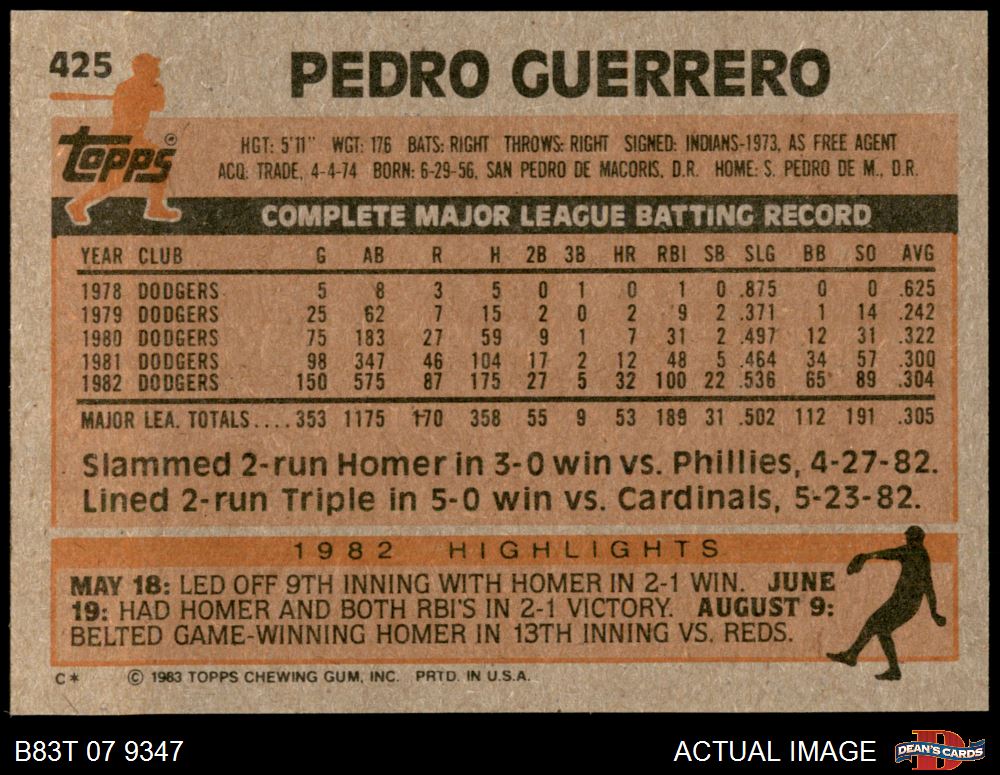 425
PEDRO GUERRERO
topps ®
HGT: 5'11" WGT: 176 BATS: RIGHT THROWS: RIGHT SIGNED: INDIANS-1973, AS FREE AGENT
ACQ: TRADE, 4-4-74 BORN: 6-29-56, SAN PEDRO DE MACORIS, D.R. HOME: S. PEDRO DE M., D.R.
COMPLETE MAJOR LEAGUE BATTING RECORD
YEAR CLUB G AB R H 2B 3B HR RBI SB SLG BB SO AVG
1978 DODGERS 5 8 3 5 0 1 0 1 0 .875 0 0 .625
1979 DODGERS 25 62 7 15 2 0 2 9 2 .371 1 14 .242
1980 DODGERS 75 183 27 59 9 1 7 31 2 .497 12 31 .322
1981 DODGERS 98 347 46 104 17 2 12 48 5 .464 34 57 .300
1982 DODGERS 150 575 87 175 27 5 32 100 22 .536 65 89 .304
MAJOR LEA. TOTALS.... 353 1175 170 358 55 9 53 189 31 .502 112 191 .305
Slammed 2-run Homer in 3-0 win vs. Phillies, 4-27-82.
Lined 2-run Triple in 5-0 win vs. Cardinals, 5-23-82.
1982 HIGHLIGHTS
MAY 18: LED OFF 9TH INNING WITH HOMER IN 2-1 WIN. JUNE
19: HAD HOMER AND BOTH RBI'S IN 2-1 VICTORY. AUGUST 9:
BELTED GAME-WINNING HOMER IN 13TH INNING VS. REDS.
C* © 1983 TOPPS CHEWING GUM, INC. PRTD. IN U.S.A.
B83T 07 9347
ACTUAL IMAGE
D
DEAN'S CARDS